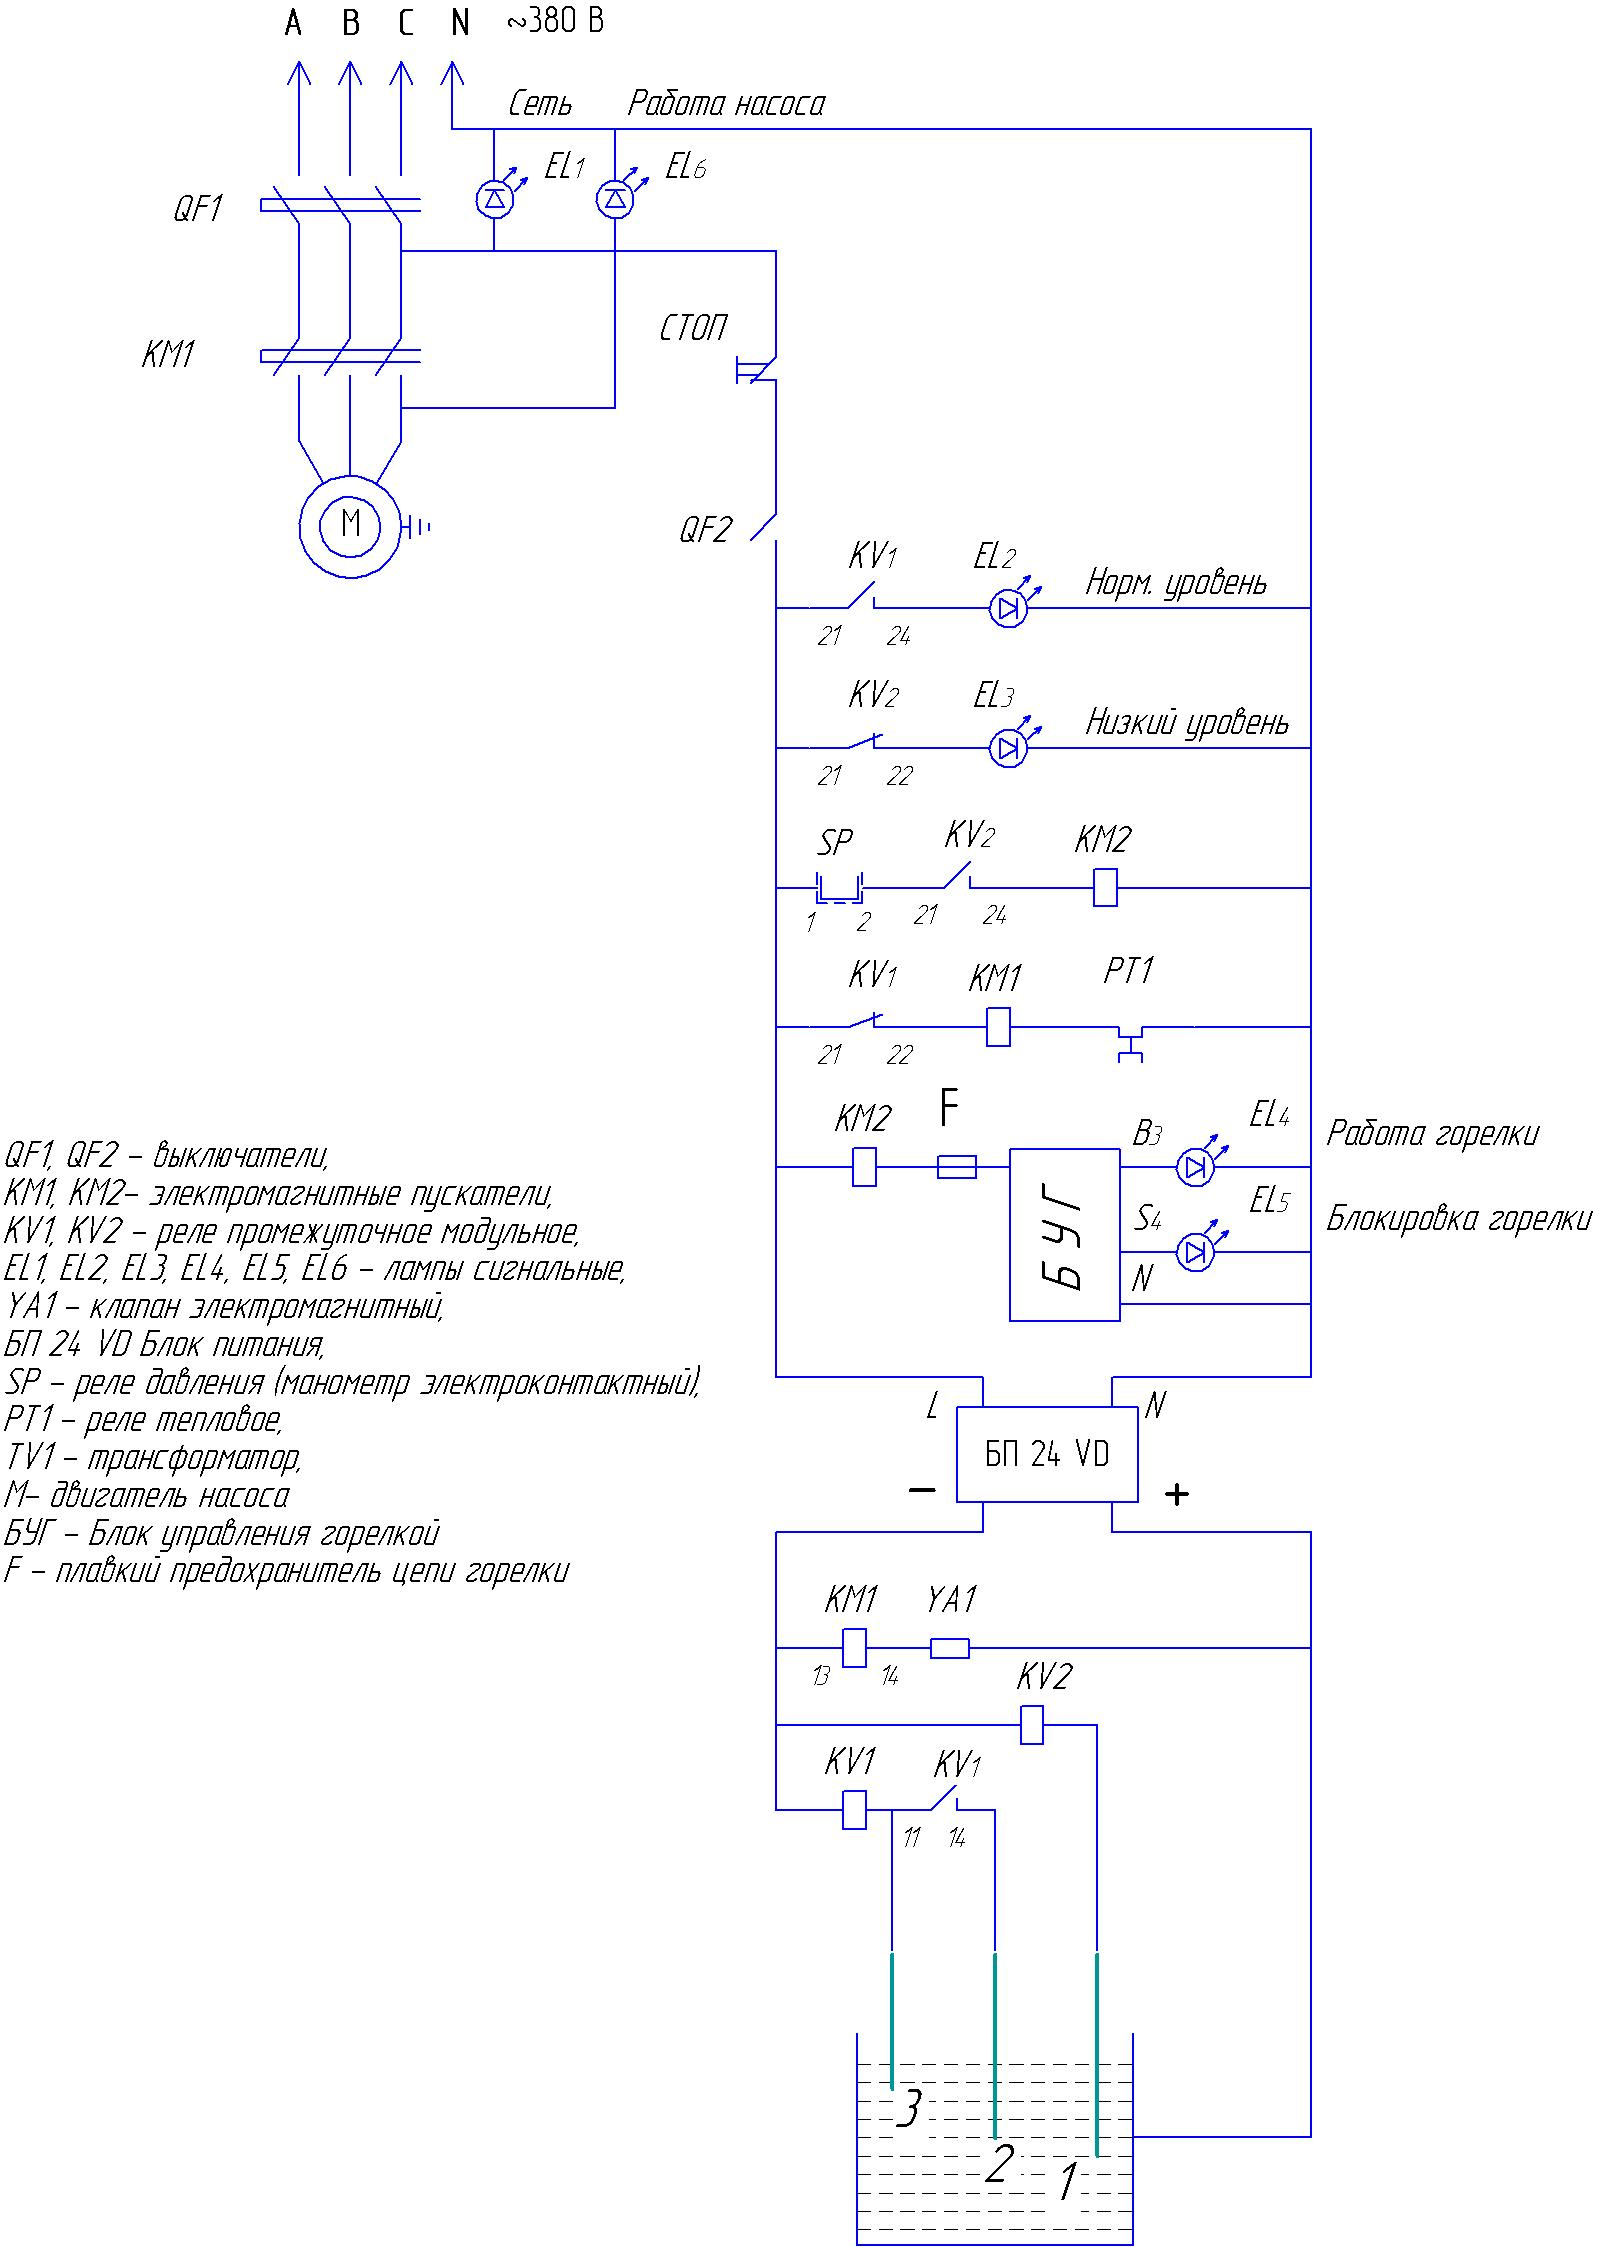 A B C N ~380 В
Сеть Работа насоса
EL1 EL6
QF1
СТОП
KM1
M
QF2
KV1 EL2 Норм. уровень
21 24
KV2 EL3 Низкий уровень
21 22
SP KV2 KM2
1 2 21 24
KV1 KM1 PT1
21 22
KM2 F B3 EL4 Работа горелки
БУГ S4 EL5 Блокировка горелки
N
QF1, QF2 – выключатели,
KM1, KM2– электромагнитные пускатели,
KV1, KV2 – реле промежуточное модульное,
EL1, EL2, EL3, EL4, EL5, EL6 – лампы сигнальные,
YA1 – клапан электромагнитный,
БП 24 VD Блок питания,
SP – реле давления (манометр электроконтактный),
PT1 – реле тепловое,
TV1 – трансформатор,
M– двигатель насоса
БУГ – Блок управления горелкой
F – плавкий предохранитель цепи горелки
L N
БП 24 VD
– +
KM1 YA1
13 14
KV2
KV1 KV1
11 14
3
2
1